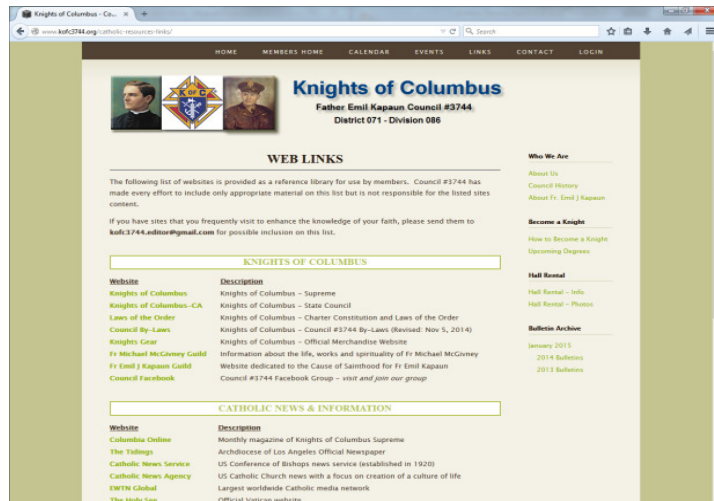 Knights of Columbus - Co...
www.kofc3744.org/catholic-resources-links/
Search
HOME MEMBERS HOME CALENDAR EVENTS LINKS CONTACT LOGIN
K OF C
Knights of Columbus
Father Emil Kapaun Council #3744
District 071 - Division 086
WEB LINKS
The following list of websites is provided as a reference library for use by members. Council #3744 has
made every effort to include only appropriate material on this list but is not responsible for the listed sites
content.
If you have sites that you frequently visit to enhance the knowledge of your faith, please send them to
kofc3744.editor@gmail.com for possible inclusion on this list.
KNIGHTS OF COLUMBUS
Website Description
Knights of Columbus Knights of Columbus – Supreme
Knights of Columbus–CA Knights of Columbus – State Council
Laws of the Order Knights of Columbus – Charter Constitution and Laws of the Order
Council By–Laws Knights of Columbus – Council #3744 By–Laws (Revised: Nov 5, 2014)
Knights Gear Knights of Columbus – Official Merchandise Website
Fr Michael McGivney Guild Information about the life, works and spirituality of Fr Michael McGivney
Fr Emil J Kapaun Guild Website dedicated to the Cause of Sainthood for Fr Emil J Kapaun
Council Facebook Council #3744 Facebook Group – visit and join our group
CATHOLIC NEWS & INFORMATION
Website Description
Columbia Online Monthly magazine of Knights of Columbus Supreme
The Tidings Archdiocese of Los Angeles Official Newspaper
Catholic News Service US Conference of Bishops news service (established in 1920)
Catholic News Agency US Catholic Church news with a focus on creation of a culture of life
EWTN Global Largest worldwide Catholic media network
The Holy See Official Vatican website
Who We Are
About Us
Council History
About Fr. Emil J Kapaun
Become a Knight
How to Become a Knight
Upcoming Degrees
Hall Rental
Hall Rental – Info
Hall Rental – Photos
Bulletin Archive
January 2015
2014 Bulletins
2013 Bulletins